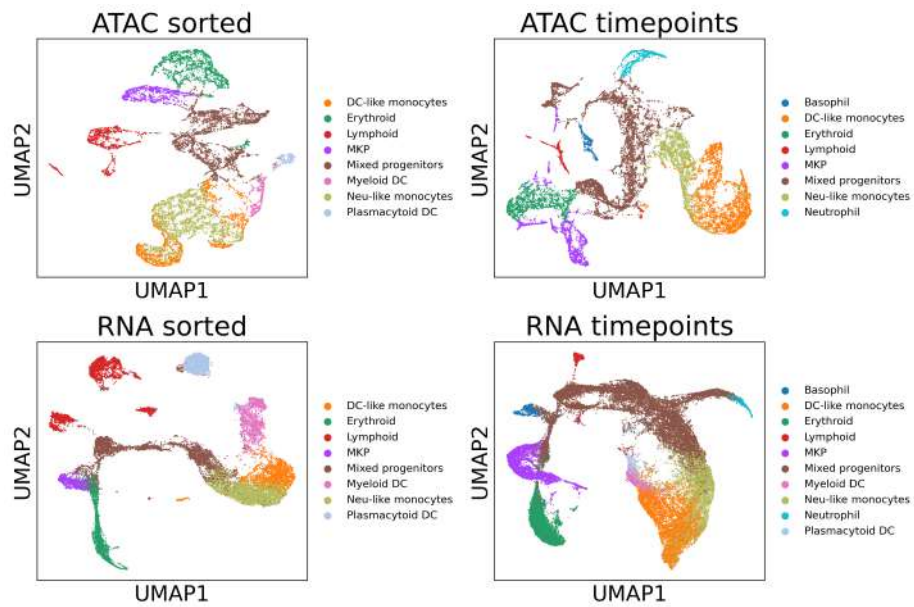 ATAC sorted
UMAP2
UMAP1
DC-like monocytes
Erythroid
Lymphoid
MKP
Mixed progenitors
Myeloid DC
Neu-like monocytes
Plasmacytoid DC
ATAC timepoints
UMAP2
UMAP1
Basophil
DC-like monocytes
Erythroid
Lymphoid
MKP
Mixed progenitors
Neu-like monocytes
Neutrophil
RNA sorted
UMAP2
UMAP1
DC-like monocytes
Erythroid
Lymphoid
MKP
Mixed progenitors
Myeloid DC
Neu-like monocytes
Plasmacytoid DC
RNA timepoints
UMAP2
UMAP1
Basophil
DC-like monocytes
Erythroid
Lymphoid
MKP
Mixed progenitors
Myeloid DC
Neu-like monocytes
Neutrophil
Plasmacytoid DC